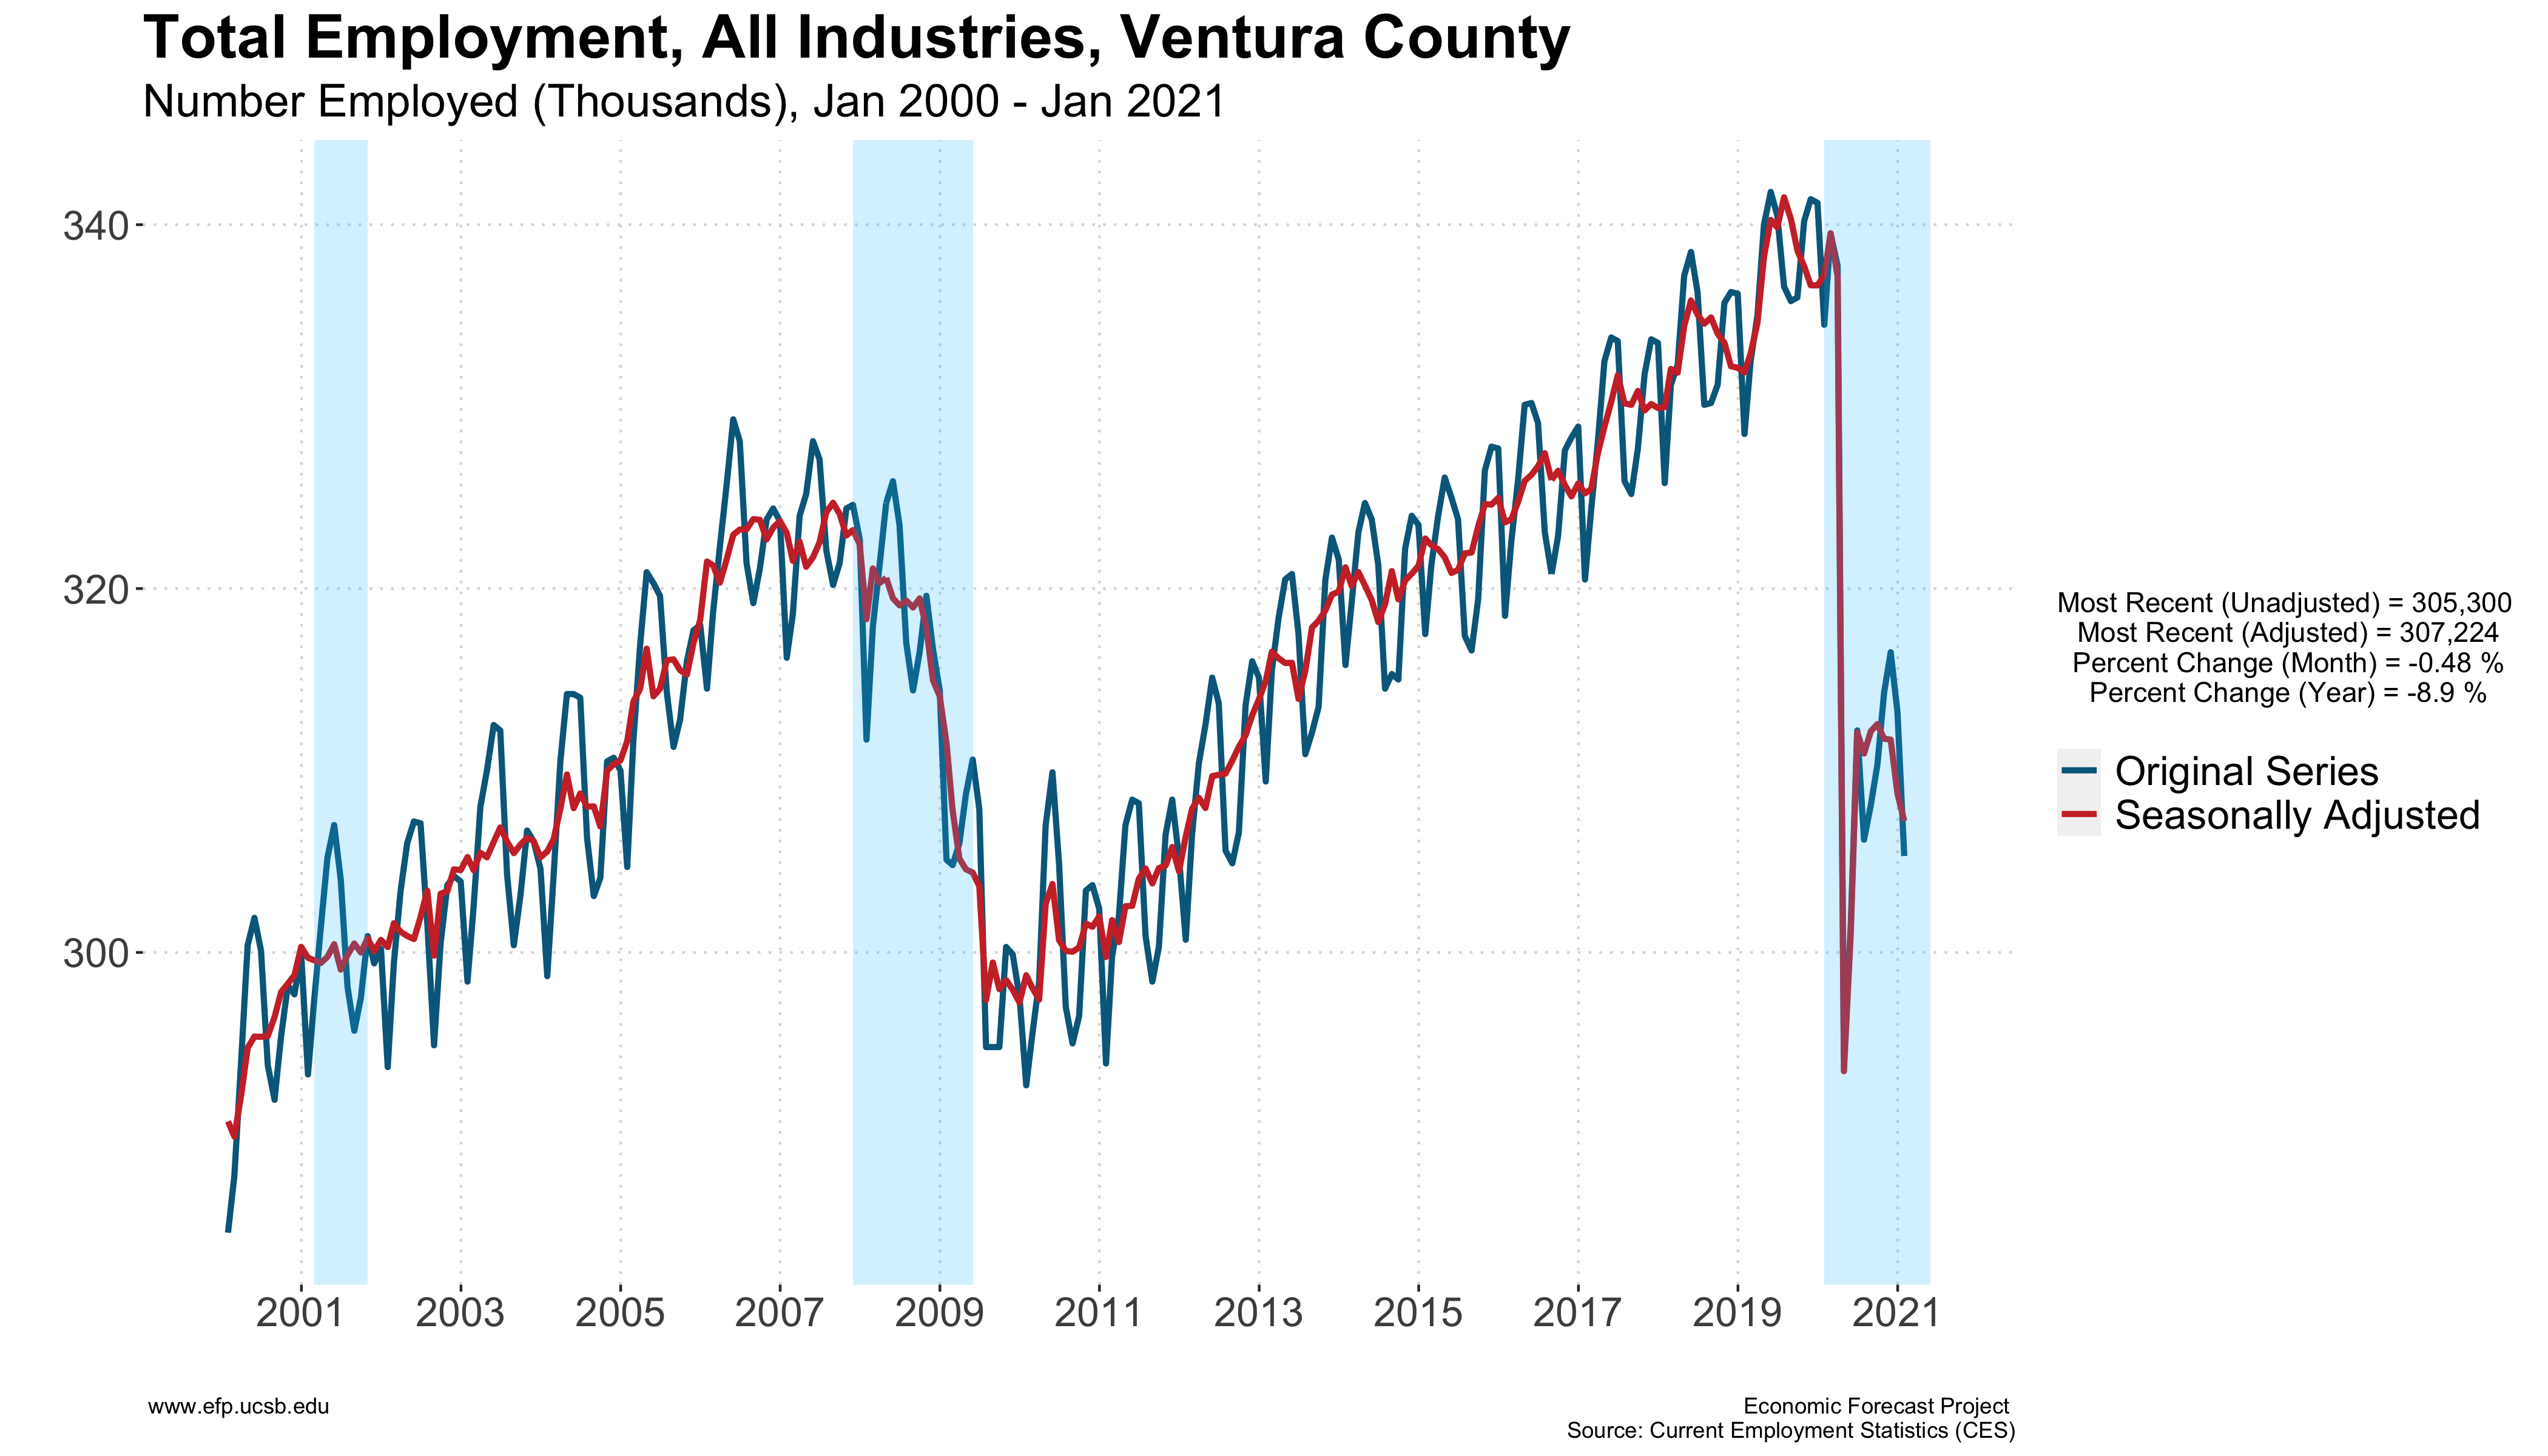 Total Employment, All Industries, Ventura County
Number Employed (Thousands), Jan 2000 - Jan 2021
340
320
300
2001 2003 2005 2007 2009 2011 2013 2015 2017 2019 2021
Most Recent (Unadjusted) = 305,300
Most Recent (Adjusted) = 307,224
Percent Change (Month) = -0.48 %
Percent Change (Year) = -8.9 %
Original Series
Seasonally Adjusted
www.efp.ucsb.edu
Economic Forecast Project
Source: Current Employment Statistics (CES)